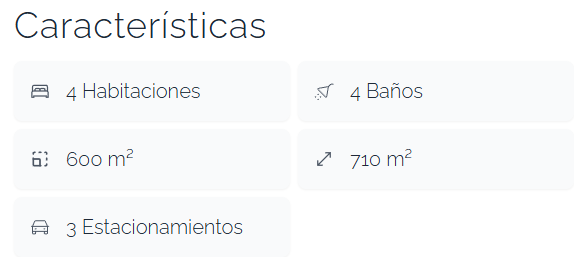 Características
4 Habitaciones
4 Baños
600 m²
710 m²
3 Estacionamientos